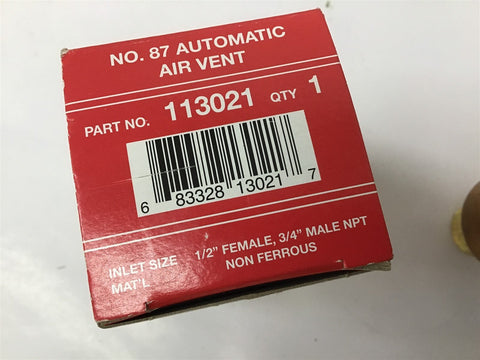 NO. 87 AUTOMATIC
AIR VENT
PART NO. 113021 QTY 1
6 83328 13021 7
INLET SIZE 1/2" FEMALE, 3/4" MALE NPT
MAT'L NON FERROUS